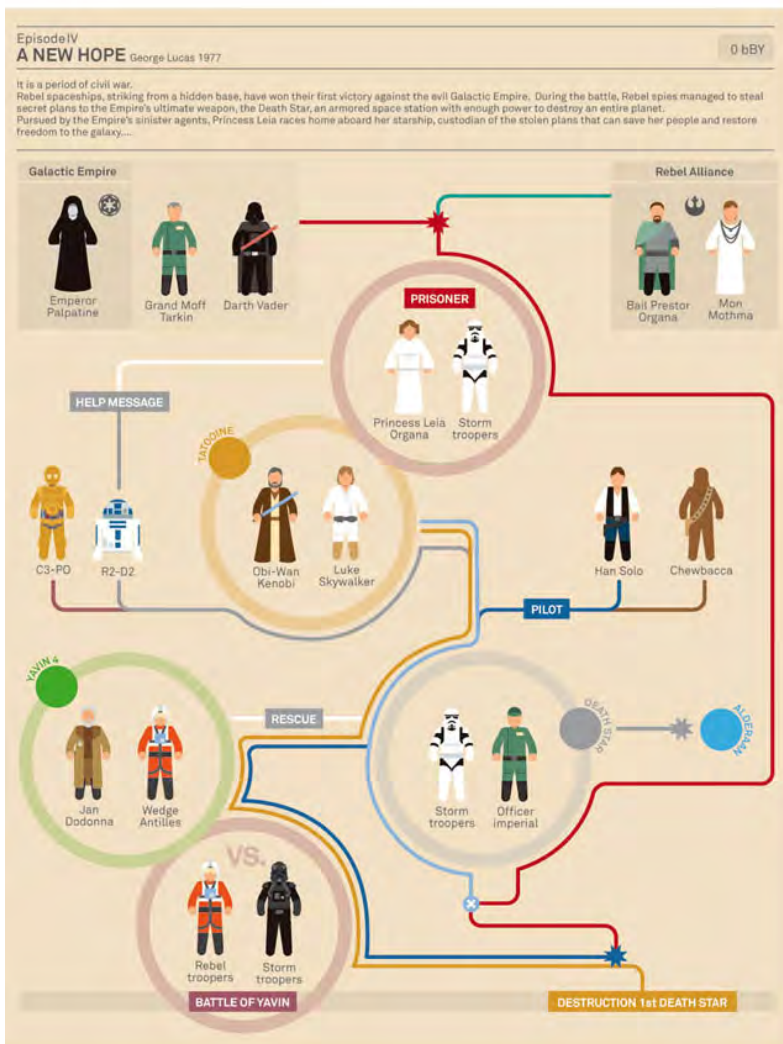 Episode IV
A NEW HOPE George Lucas 1977
0 bBY
It is a period of civil war.
Rebel spaceships, striking from a hidden base, have won their first victory against the evil Galactic Empire. During the battle, Rebel spies managed to steal
secret plans to the Empire's ultimate weapon, the Death Star, an armored space station with enough power to destroy an entire planet.
Pursued by the Empire's sinister agents, Princess Leia races home aboard her starship, custodian of the stolen plans that can save her people and restore
freedom to the galaxy....
Galactic Empire
Rebel Alliance
Emperor
Palpatine
Grand Moff
Tarkin
Darth Vader
Bail Prestor
Organa
Mon
Mothma
PRISONER
HELP MESSAGE
Princess Leia
Organa
Storm
troopers
TATOOINE
C3-PO
R2-D2
Obi-Wan
Kenobi
Luke
Skywalker
Han Solo
Chewbacca
PILOT
YAVIN 4
RESCUE
DEATH STAR
ALDERAAN
Jan
Dodonna
Wedge
Antilles
Storm
troopers
Officer
imperial
VS.
Rebel
troopers
Storm
troopers
BATTLE OF YAVIN
DESTRUCTION 1st DEATH STAR